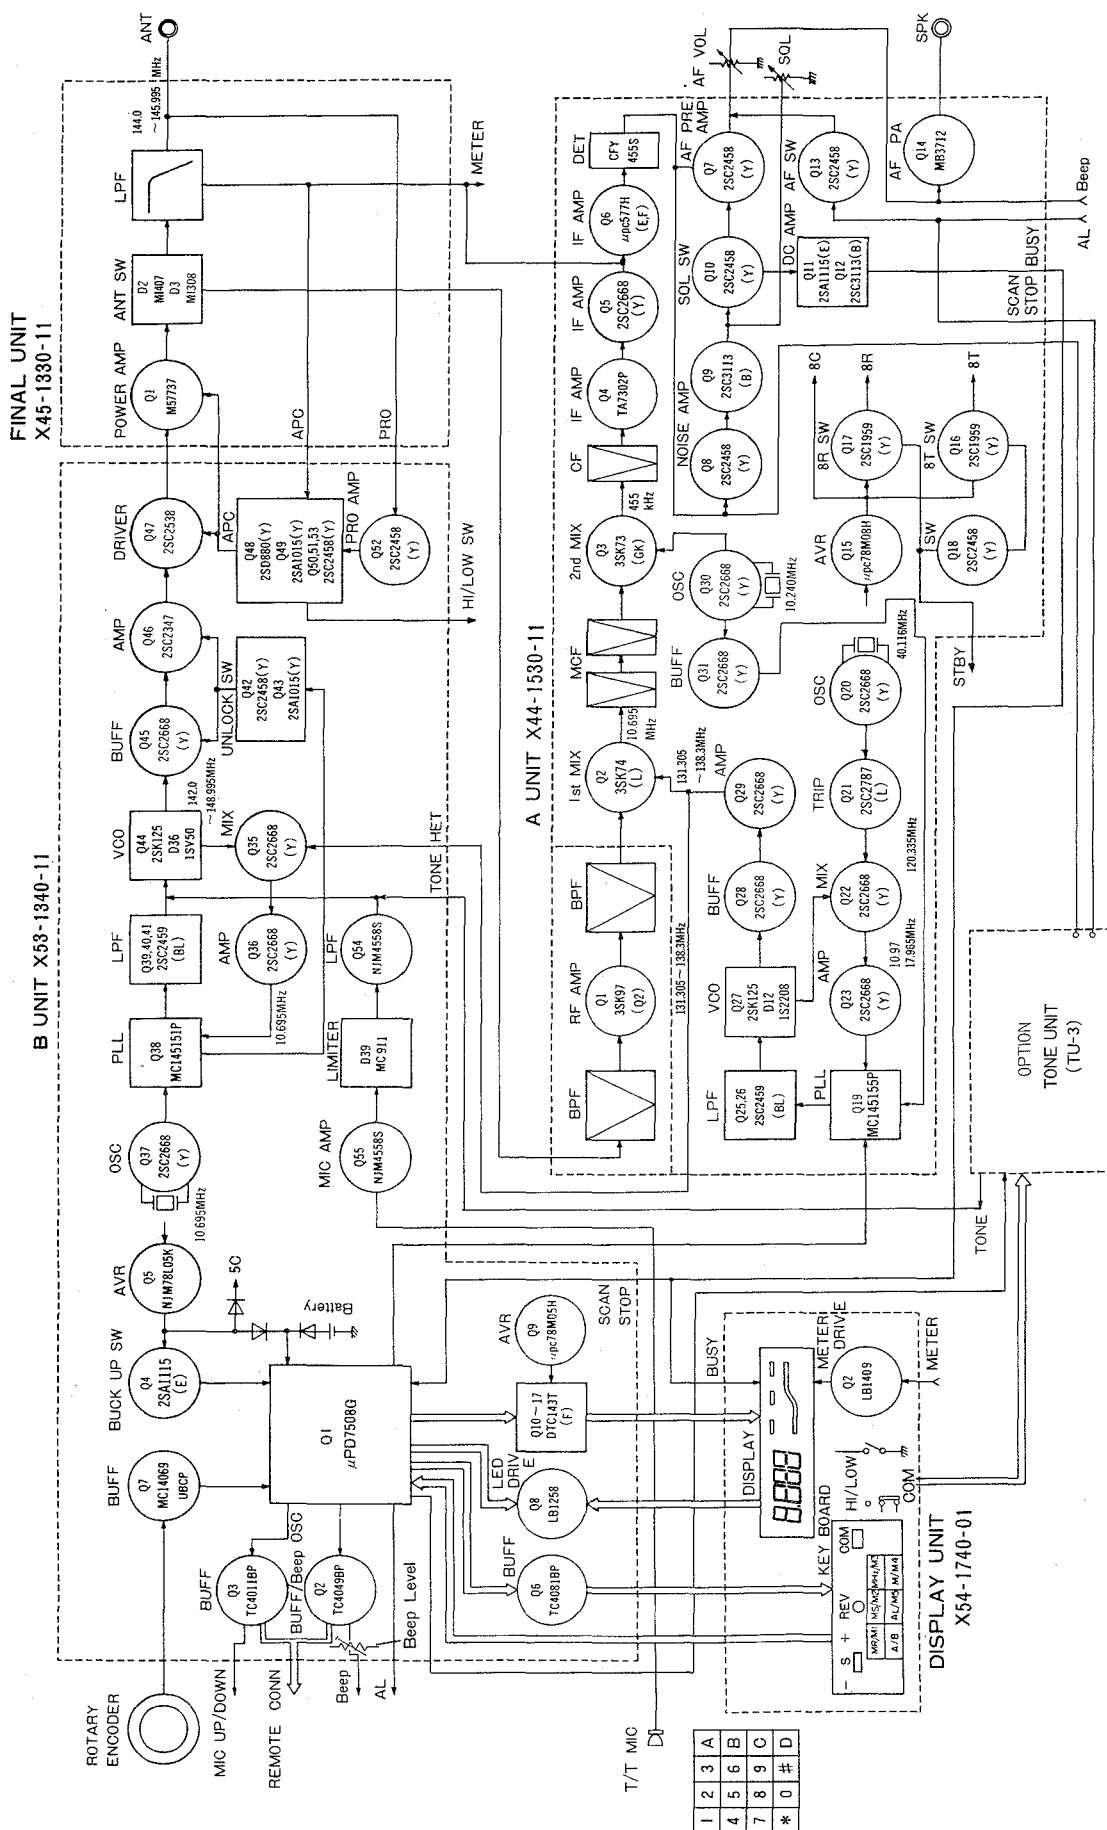 FINAL UNIT
X45-1330-11
ANT
144.0
~145.995 MHz
LPF
METER
ANT SW
D2
MI407
D3
MI308
POWER AMP
Q1
M57737
APC
PRO
B UNIT X53-1340-11
DRIVER
Q47
2SC2538
APC
Q48
2SD880(Y)
Q49
2SA1015(Y)
Q50,51,53
2SC2458(Y)
PRO AMP
Q52
2SC2458
(Y)
HI/LOW SW
AMP
Q46
2SC2347
UNLOCK SW
Q42
2SC2458(Y)
Q43
2SA1015(Y)
BUFF
Q45
2SC2668
(Y)
142.0
~148.995MHz
VCO
Q44
2SK125
D36
1SV50
MIX
Q35
2SC2668
(Y)
TONE HET
LPF
Q39,40,41
2SC2459
(BL)
AMP
Q36
2SC2668
(Y)
10.695MHz
LPF
Q54
NJM4558S
PLL
Q38
MC145151P
LIMITER
D39
MC911
OSC
Q37
2SC2668
(Y)
10.695MHz
MIC AMP
Q55
NJM4558S
AVR
Q5
NJM78L05K
5C
Battery
BUCK UP SW
Q4
2SA1115
(E)
BUFF
Q7
MC14069
UBCP
Q1
μPD7508G
AVR
Q9
μpc78M05H
SCAN
STOP
Q10~17
DTC143T
(F)
LED
DRIVE
Q8
LB1258
BUFF
Q6
TC4081BP
BUFF
Q3
TC4011BP
BUFF/Beep OSC
Q2
TC4049BP
Beep Level
ROTARY
ENCODER
MIC UP/DOWN
REMOTE CONN
Beep
AL
T/T MIC
1 2 3 A
4 5 6 B
7 8 9 C
* 0 # D
A UNIT X44-1530-11
DET
CFY
455S
IF AMP
Q6
μpc577H
(E,F)
IF AMP
Q5
2SC2668
(Y)
IF AMP
Q4
TA7302P
CF
455
kHz
2nd MIX
Q3
3SK73
(GK)
MCF
10.695
MHz
1st MIX
Q2
3SK74
(L)
BPF
RF AMP
Q1
3SK97
(Q2)
BPF
131.305~138.3MHz
AF VOL
SQL
AF PRE
AMP
Q7
2SC2458
(Y)
SQL SW
Q10
2SC2458
(Y)
NOISE AMP
Q9
2SC3113
(B)
Q8
2SC2458
(Y)
AF SW
Q13
2SC2458
(Y)
DC AMP
Q11
2SA1115(E)
Q12
2SC3113(B)
SPK
AF PA
Q14
MB3712
Beep
AL
SCAN
STOP BUSY
OSC
Q30
2SC2668
(Y)
10.240MHz
BUFF
Q31
2SC2668
(Y)
8C
8R
8T
8R SW
Q17
2SC1959
(Y)
8T SW
Q16
2SC1959
(Y)
AVR
Q15
μpc78M08H
SW
Q18
2SC2458
(Y)
STBY
131.305
~138.3MHz
AMP
Q29
2SC2668
(Y)
BUFF
Q28
2SC2668
(Y)
VCO
Q27
2SK125
D12
1S2208
LPF
Q25,26
2SC2459
(BL)
OSC
Q20
2SC2668
(Y)
40.116MHz
TRIP
Q21
2SC2787
(L)
120.335MHz
MIX
Q22
2SC2668
(Y)
10.97
17.965MHz
AMP
Q23
2SC2668
(Y)
PLL
Q19
MC145155P
OPTION
TONE UNIT
(TU-3)
TONE
BUSY
DISPLAY
8.888
METER
DRIVE
Q2
LB1409
METER
HI/LOW
COM
KEY BOARD
− S + REV COM
MR/M1 MS/M2 MHz/M3
A/B AL/M5 M/M4
DISPLAY UNIT
X54-1740-01